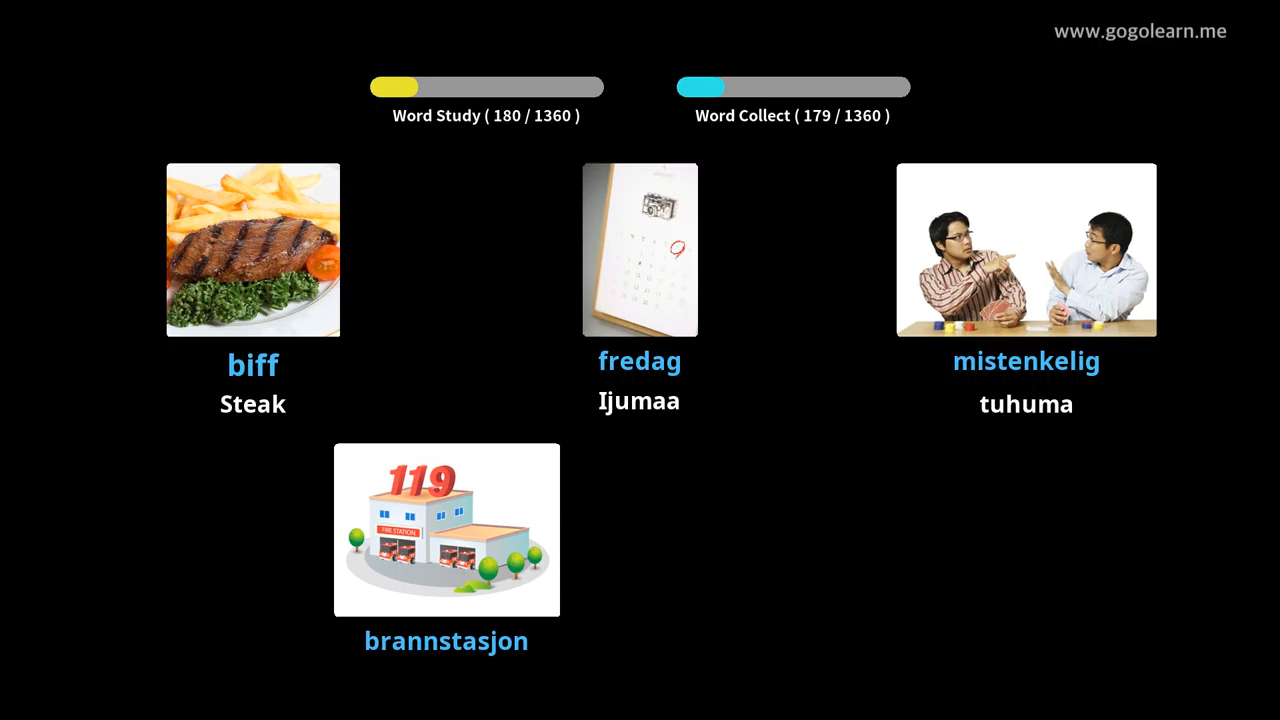 www.gogolearn.me
Word Study ( 180 / 1360 )
Word Collect ( 179 / 1360 )
biff
Steak
fredag
Ijumaa
mistenkelig
tuhuma
119
FIRE STATION
brannstasjon